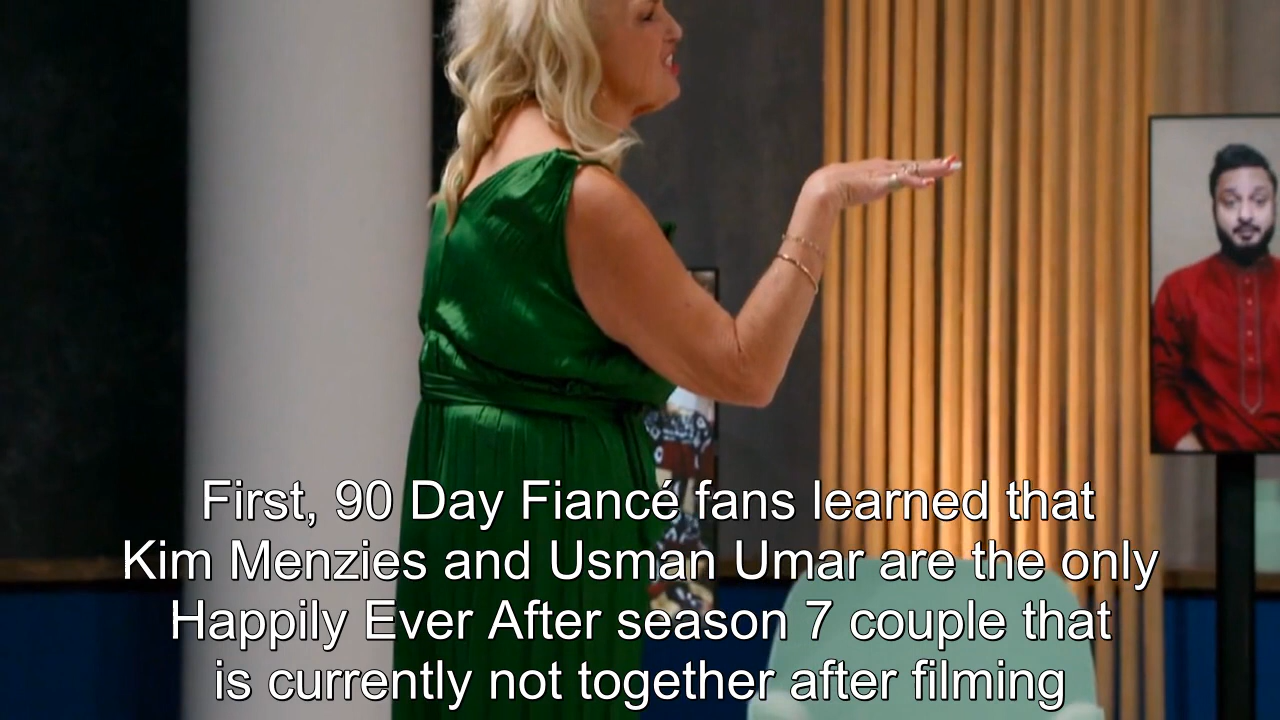 First, 90 Day Fiancé fans learned that
Kim Menzies and Usman Umar are the only
Happily Ever After season 7 couple that
is currently not together after filming